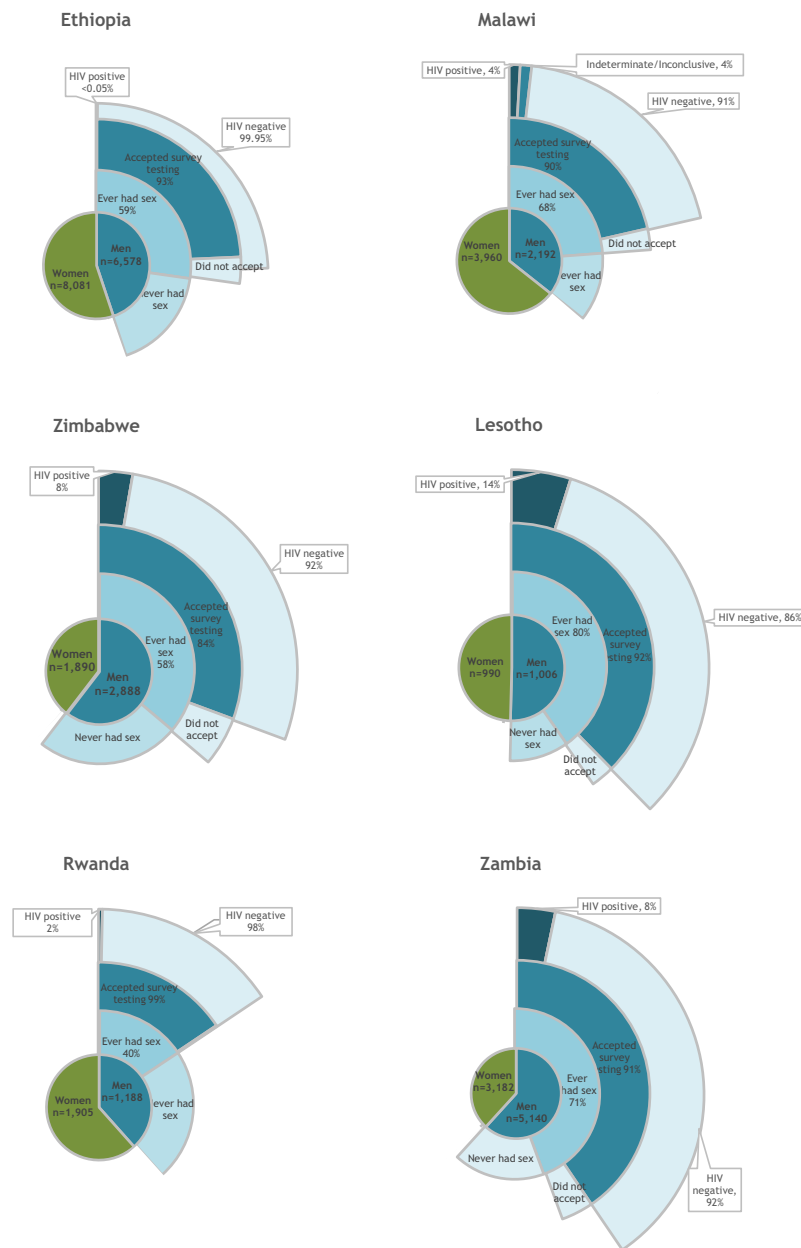 Ethiopia
HIV positive
<0.05%
HIV negative
99.95%
Accepted survey
testing
93%
Ever had sex
59%
Men
n=6,578
Women
n=8,081
Did not accept
Never had
sex
Malawi
HIV positive, 4%
Indeterminate/Inconclusive, 4%
HIV negative, 91%
Accepted survey
testing
90%
Ever had sex
68%
Women
n=3,960
Men
n=2,192
Did not accept
Never had
sex
Zimbabwe
HIV positive
8%
HIV negative
92%
Accepted
survey
testing
84%
Ever had
sex
58%
Women
n=1,890
Men
n=2,888
Did not
accept
Never had sex
Lesotho
HIV positive, 14%
HIV negative, 86%
Ever had
sex 80%
Accepted
survey
sting 92%
Women
n=990
Men
n=1,006
Never had
sex
Did not
accept
Rwanda
HIV positive
2%
HIV negative
98%
Accepted survey
testing 99%
Ever had sex
40%
Men
n=1,188
Women
n=1,905
ever had
sex
Zambia
HIV positive, 8%
Accepted
survey
sting 91%
Women
n=3,182
Ever
had sex
71%
Men
n=5,140
Never had sex
Did not
accept
HIV
negative,
92%